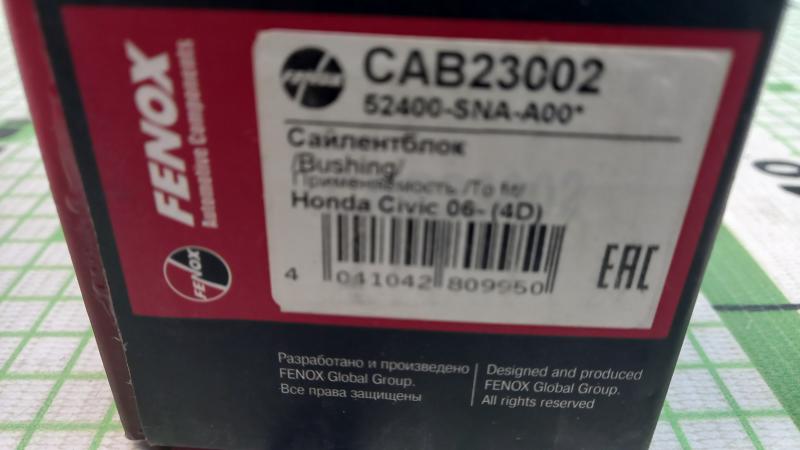 FENOX
Automotive Components
FENOX
FENOX
CAB23002
52400-SNA-A00*
Сайлентблок
/Bushing/
Применяемость /To fit/
Honda Civic 06- (4D)
4 041042 809950
EAC
Разработано и произведено
FENOX Global Group.
Все права защищены
Designed and produced
FENOX Global Group.
All rights reserved